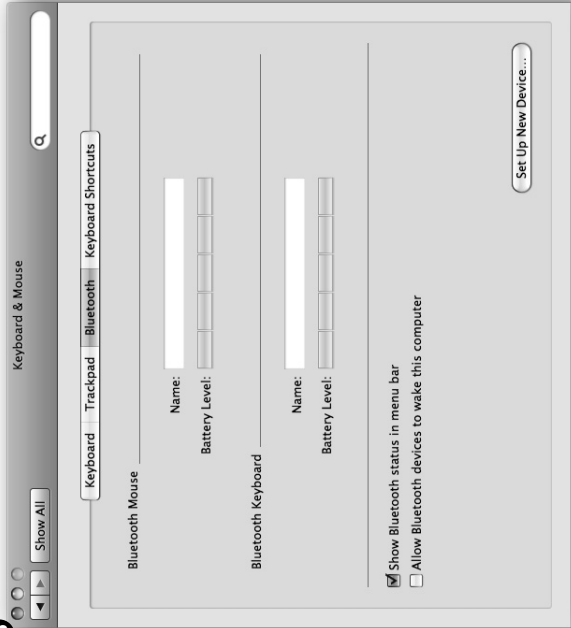 Keyboard & Mouse
Show All
Keyboard Trackpad Bluetooth Keyboard Shortcuts
Bluetooth Mouse
Name:
Battery Level:
Bluetooth Keyboard
Name:
Battery Level:
Show Bluetooth status in menu bar
Allow Bluetooth devices to wake this computer
Set Up New Device...